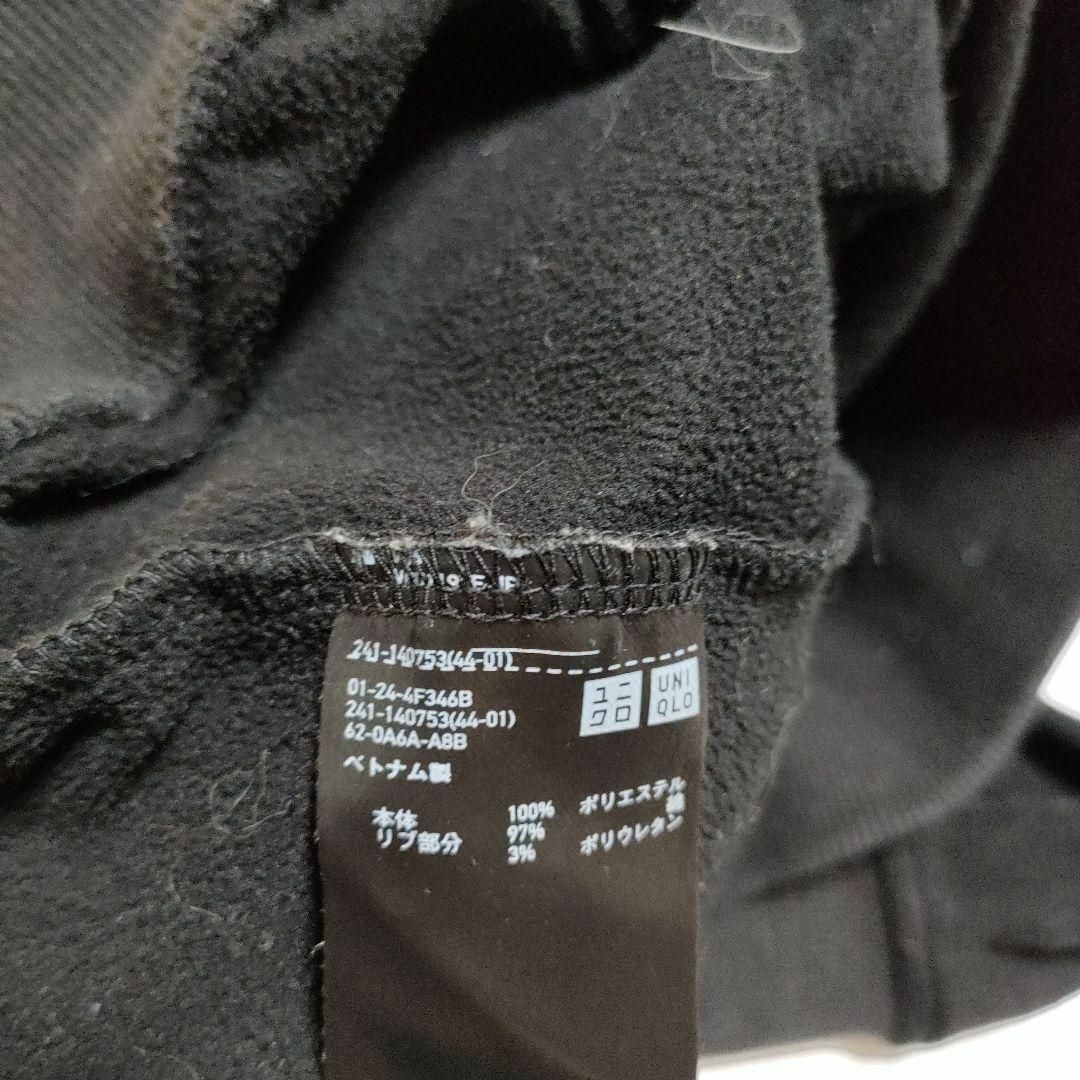 241-140753(44-01)
01-24-4F346B
241-140753(44-01)
62-0A6A-A8B
ユニ
クロ
UNI
QLO
ベトナム製
本体 100% ポリエステル
リブ部分 97% 綿
3% ポリウレタン